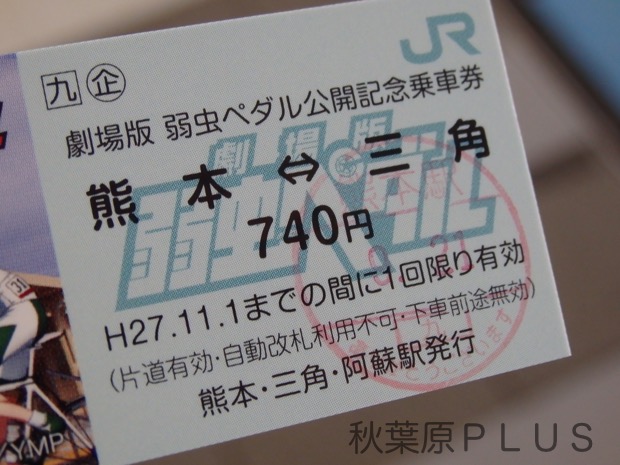 JR
九 企
劇場版 弱虫ペダル公開記念乗車券
劇場版
弱虫ペダル
熊本 ⇔ 三角
740円
H27.11.1までの間に1回限り有効
(片道有効・自動改札利用不可・下車前途無効)
熊本・三角・阿蘇駅発行
YMP
秋葉原PLUS